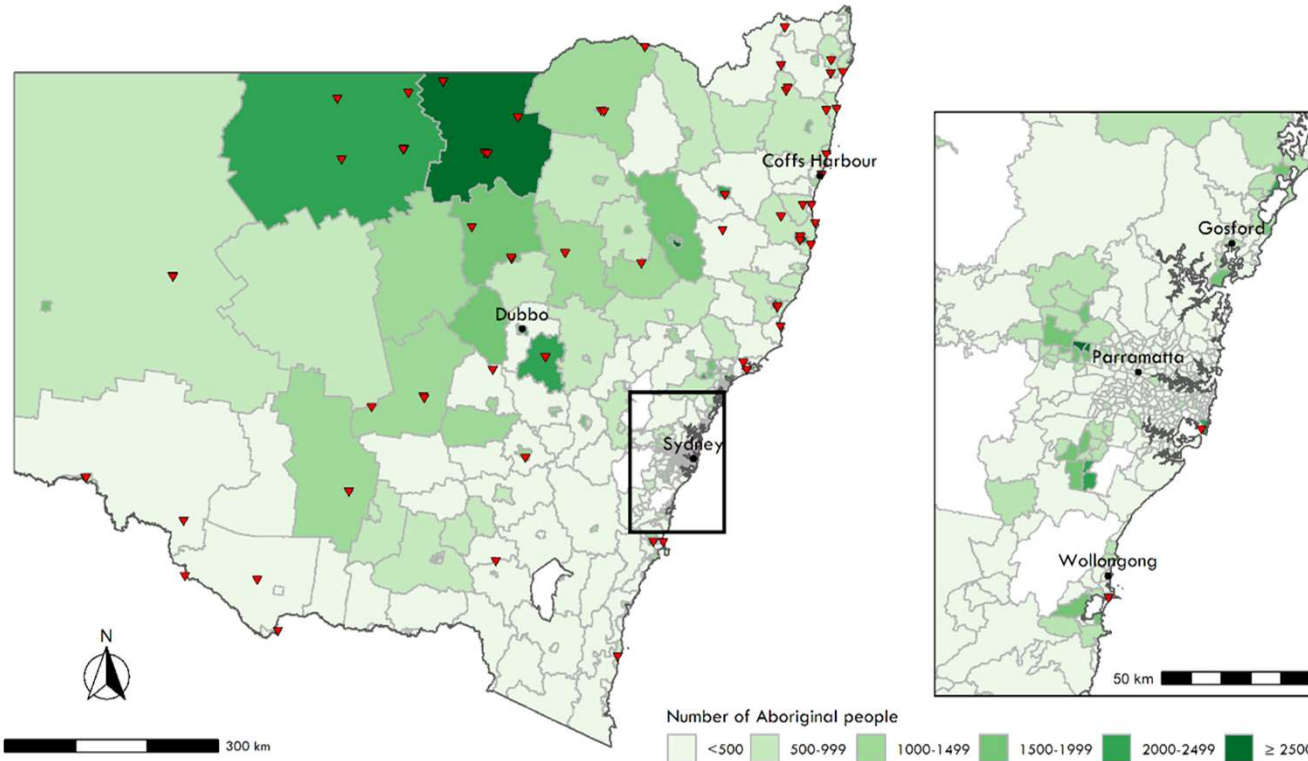 Coffs Harbour
Gosford
Dubbo
Parramatta
Sydney
Wollongong
N
50 km
300 km
Number of Aboriginal people
<500 500-999 1000-1499 1500-1999 2000-2499 ≥ 2500